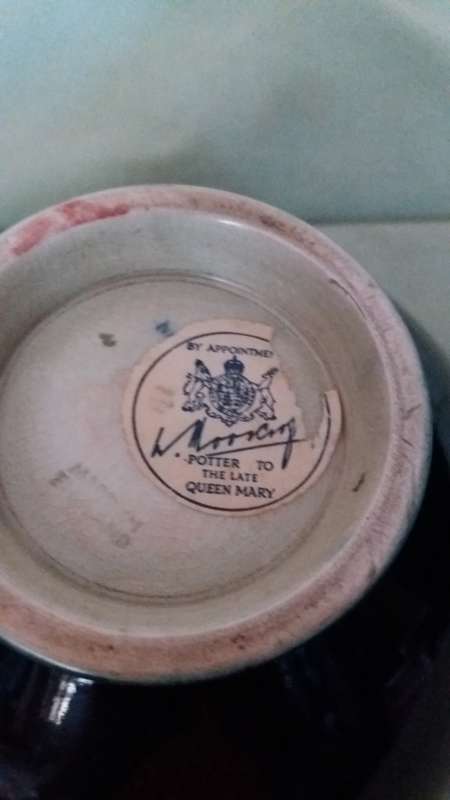 BY APPOINTMEN
W. Moorcroft
POTTER TO
THE LATE
QUEEN MARY